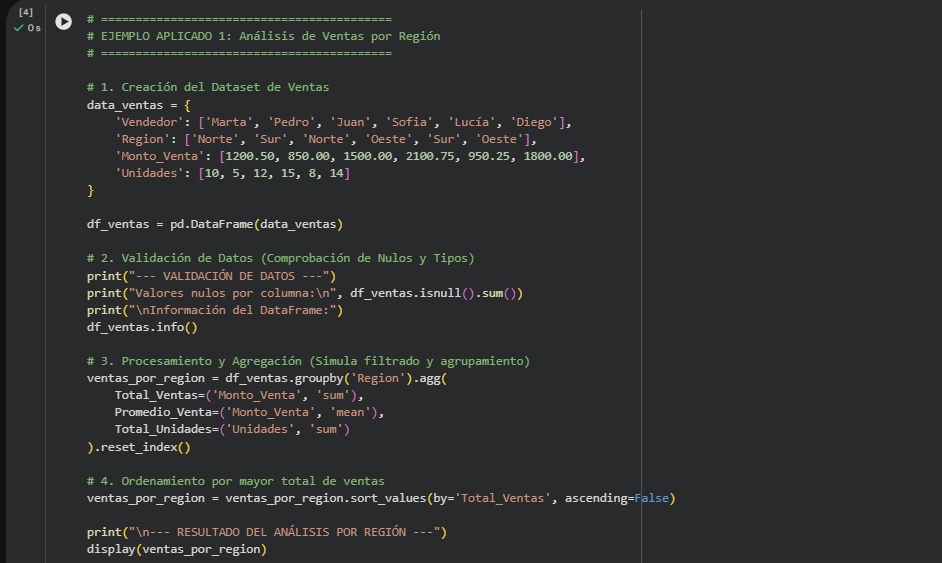 [4]
0 s
# ==========================================
# EJEMPLO APLICADO 1: Análisis de Ventas por Región
# ==========================================
# 1. Creación del Dataset de Ventas
data_ventas = {
    'Vendedor': ['Marta', 'Pedro', 'Juan', 'Sofia', 'Lucía', 'Diego'],
    'Region': ['Norte', 'Sur', 'Norte', 'Oeste', 'Sur', 'Oeste'],
    'Monto_Venta': [1200.50, 850.00, 1500.00, 2100.75, 950.25, 1800.00],
    'Unidades': [10, 5, 12, 15, 8, 14]
}
df_ventas = pd.DataFrame(data_ventas)
# 2. Validación de Datos (Comprobación de Nulos y Tipos)
print("--- VALIDACIÓN DE DATOS ---")
print("Valores nulos por columna:\n", df_ventas.isnull().sum())
print("\nInformación del DataFrame:")
df_ventas.info()
# 3. Procesamiento y Agregación (Simula filtrado y agrupamiento)
ventas_por_region = df_ventas.groupby('Region').agg(
    Total_Ventas=('Monto_Venta', 'sum'),
    Promedio_Venta=('Monto_Venta', 'mean'),
    Total_Unidades=('Unidades', 'sum')
).reset_index()
# 4. Ordenamiento por mayor total de ventas
ventas_por_region = ventas_por_region.sort_values(by='Total_Ventas', ascending=False)
print("\n--- RESULTADO DEL ANÁLISIS POR REGIÓN ---")
display(ventas_por_region)